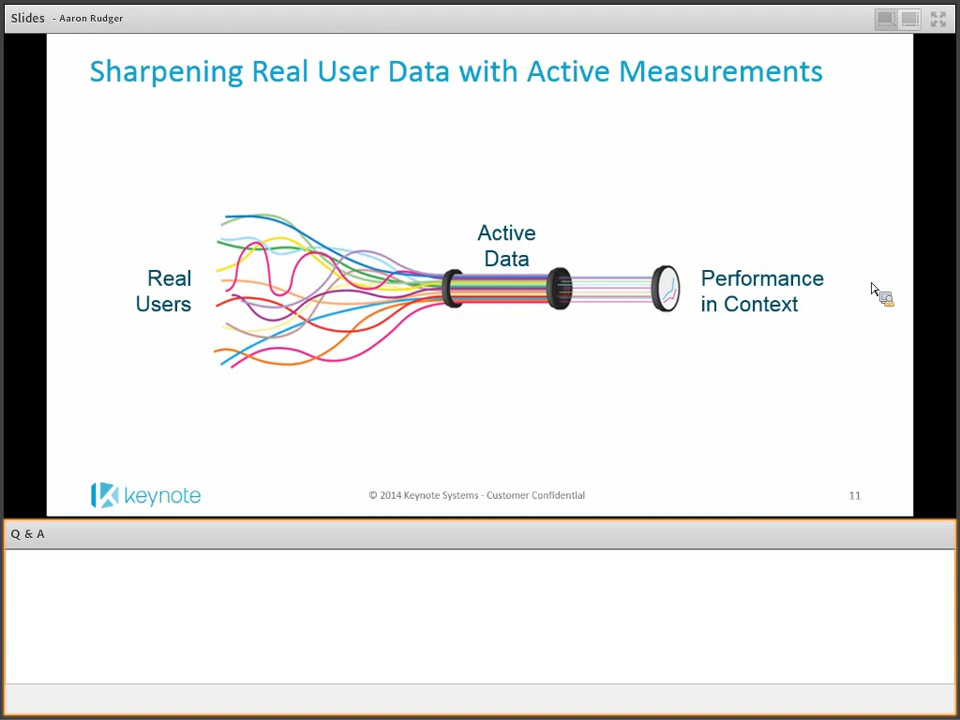 Slides - Aaron Rudger
Sharpening Real User Data with Active Measurements
Active
Data
Real
Users
Performance
in Context
keynote
© 2014 Keynote Systems - Customer Confidential
11
Q & A